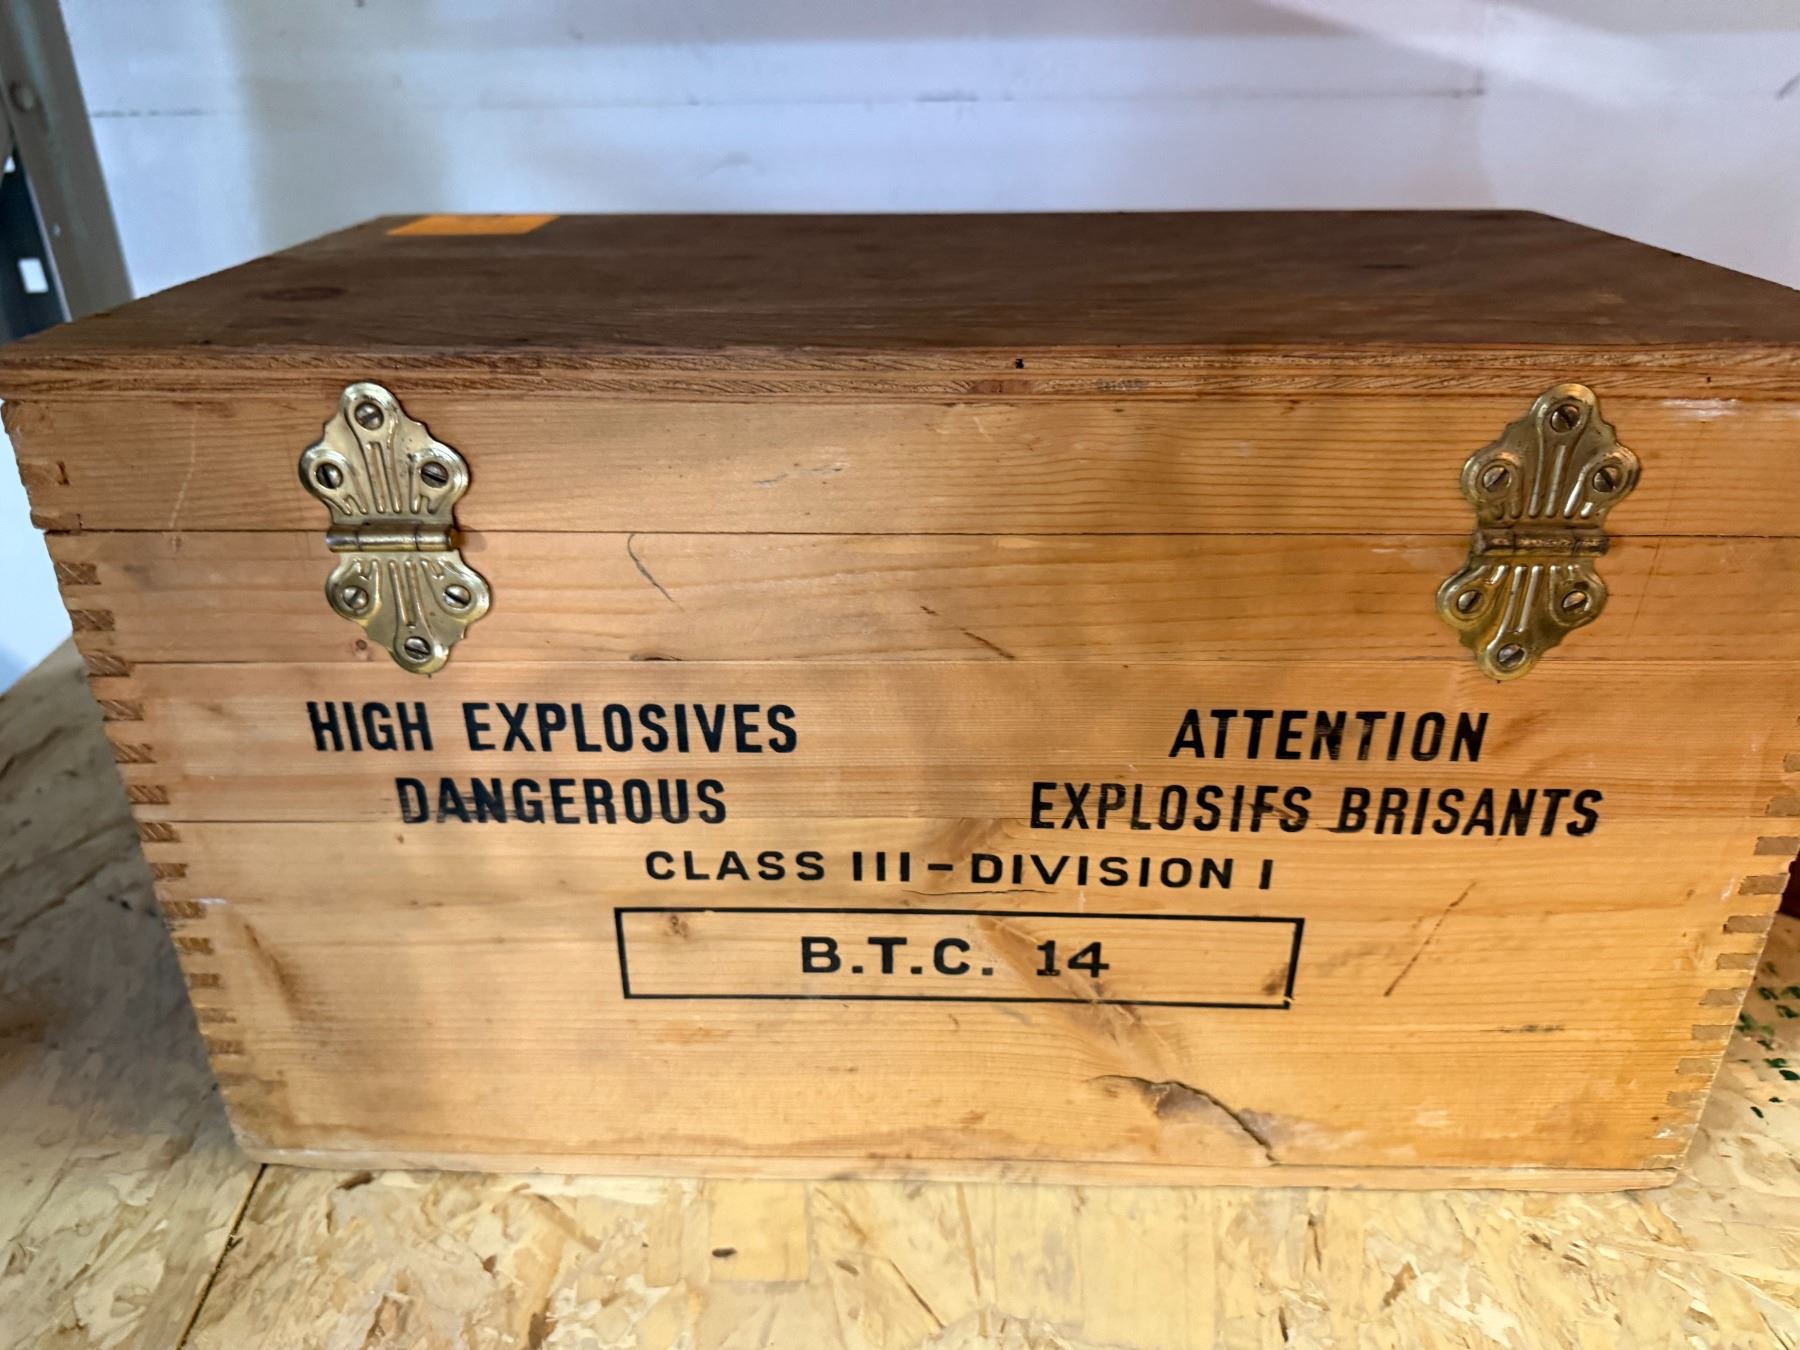 HIGH EXPLOSIVES
DANGEROUS
ATTENTION
EXPLOSIFS BRISANTS
CLASS III – DIVISION I
B.T.C. 14